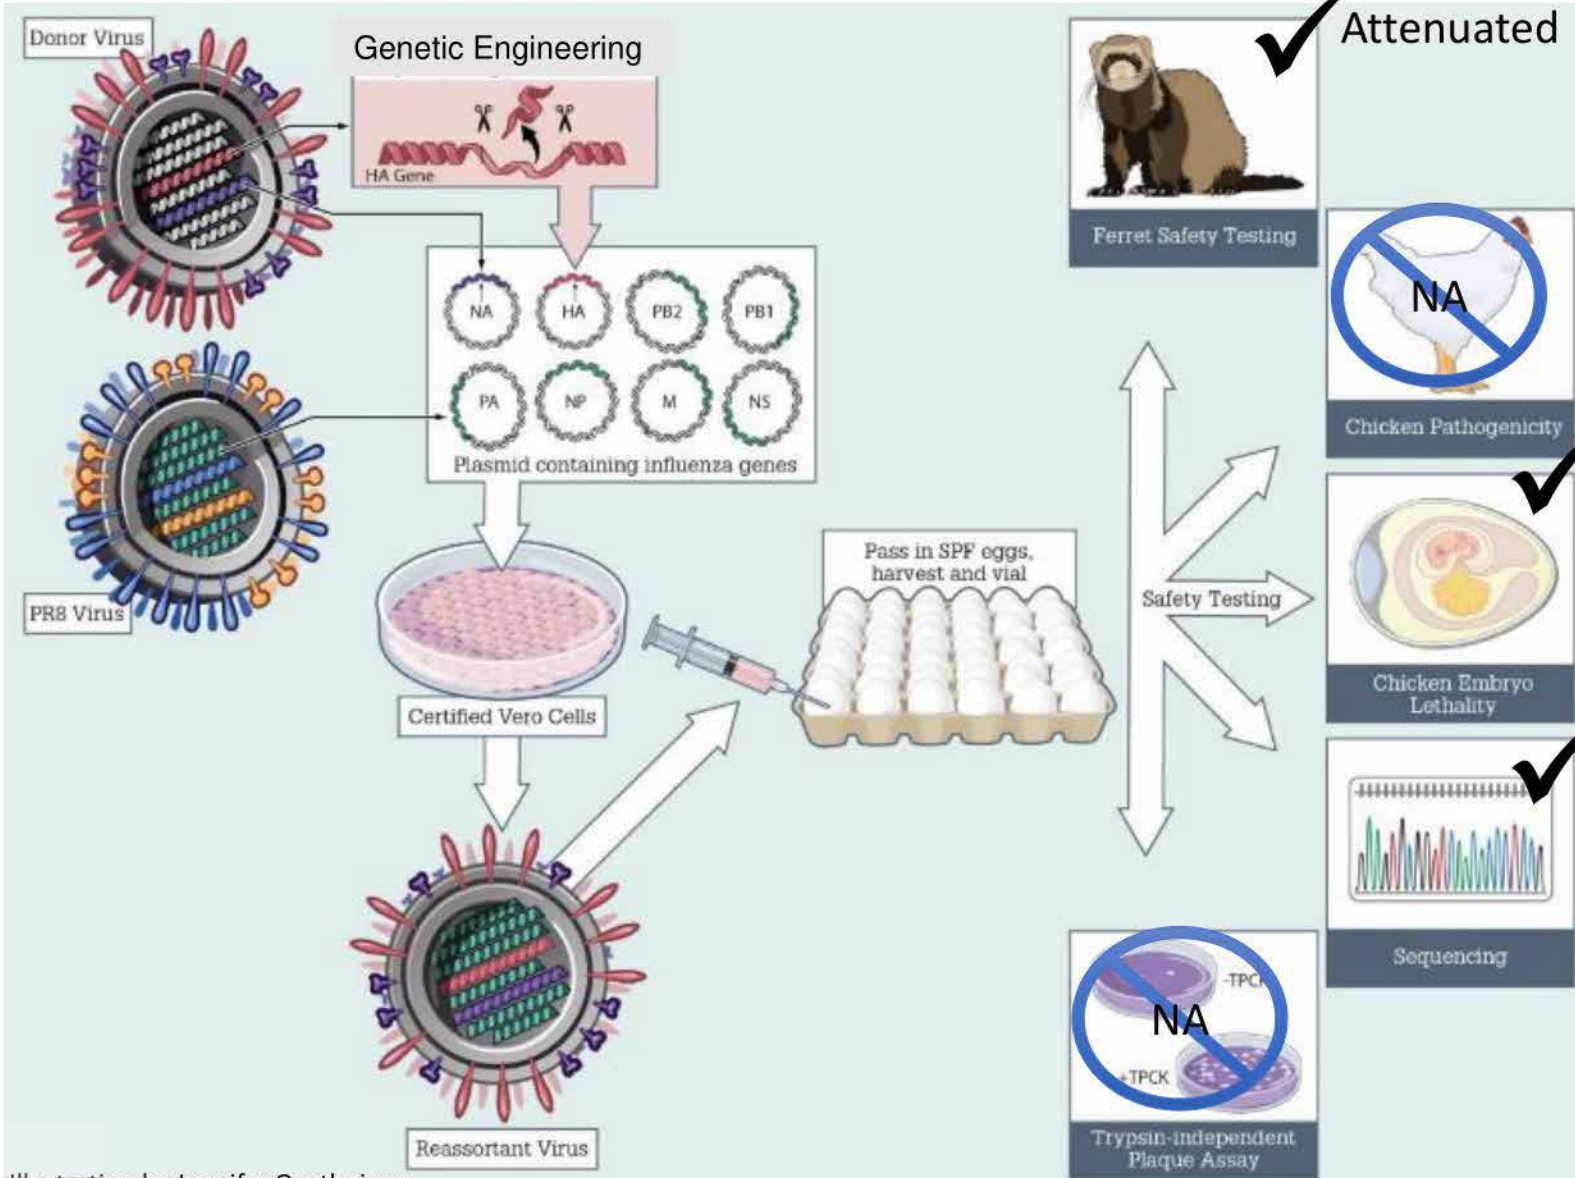 Donor Virus
Genetic Engineering
HA Gene
NA
HA
PB2
PB1
PA
NP
M
NS
Plasmid containing influenza genes
PR8 Virus
Certified Vero Cells
Reassortant Virus
Pass in SPF eggs,
harvest and vial
Safety Testing
Attenuated
Ferret Safety Testing
NA
Chicken Pathogenicity
Chicken Embryo
Lethality
Sequencing
-TPCK
NA
+TPCK
Trypsin-independent
Plaque Assay